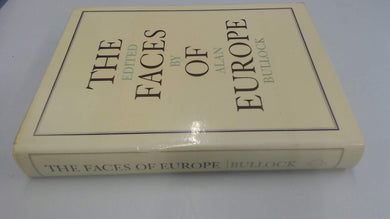 THE
EDITED
FACES
BY
OF
ALAN
EUROPE
BULLOCK
THE FACES OF EUROPE | BULLOCK